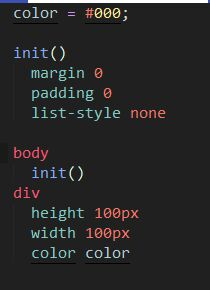 color = #000;
init()
  margin 0
  padding 0
  list-style none
body
  init()
div
  height 100px
  width 100px
  color color